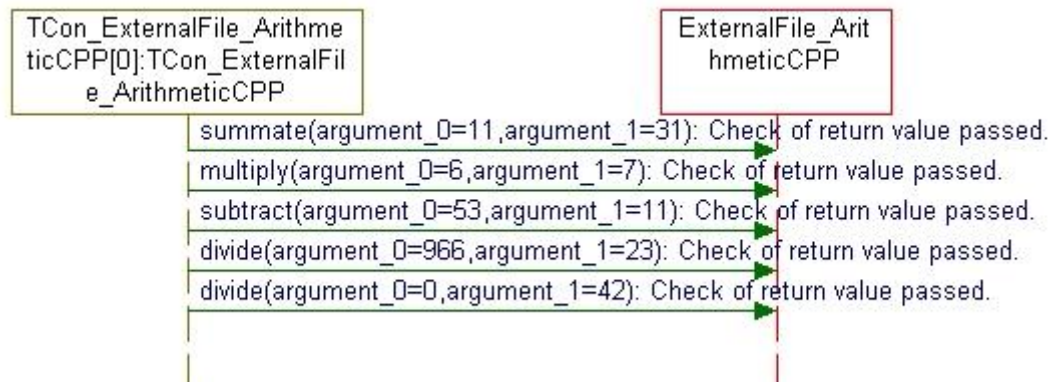 TCon_ExternalFile_Arithme
ticCPP[0]:TCon_ExternalFil
e_ArithmeticCPP
ExternalFile_Arit
hmeticCPP
summate(argument_0=11,argument_1=31): Check of return value passed.
multiply(argument_0=6,argument_1=7): Check of return value passed.
subtract(argument_0=53,argument_1=11): Check of return value passed.
divide(argument_0=966,argument_1=23): Check of return value passed.
divide(argument_0=0,argument_1=42): Check of return value passed.